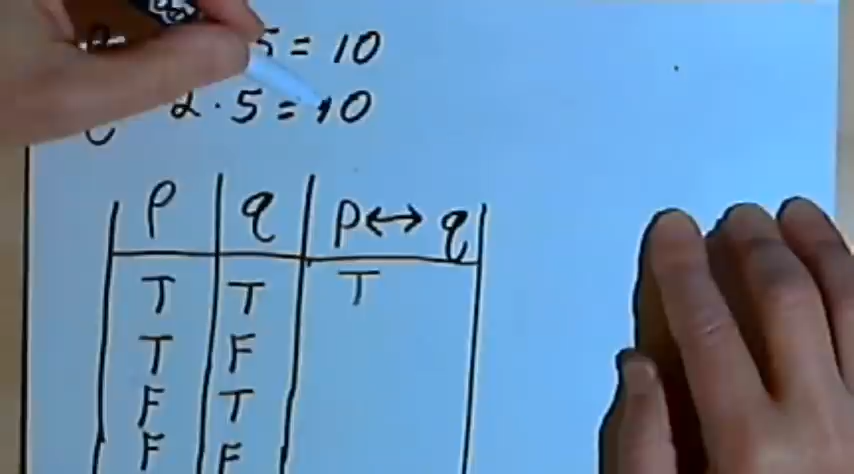 5 = 10
2 · 5 = 10
p q p ↔ q
T T T
T F
F T
F F